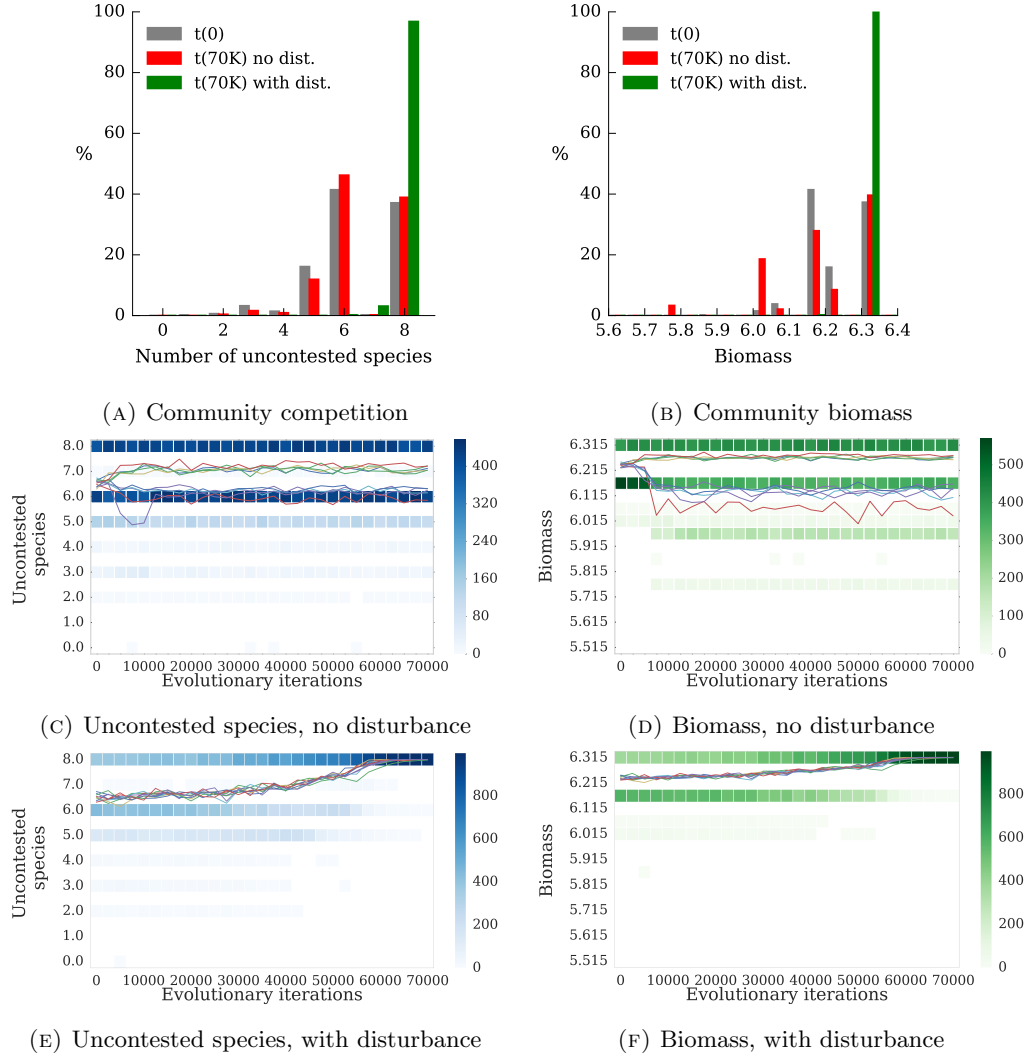 100
80
60
40
20
0
%
t(0)
t(70K) no dist.
t(70K) with dist.
0 2 4 6 8
Number of uncontested species
(A) Community competition
100
80
60
40
20
0
%
t(0)
t(70K) no dist.
t(70K) with dist.
5.6 5.7 5.8 5.9 6.0 6.1 6.2 6.3 6.4
Biomass
(B) Community biomass
8.0
7.0
6.0
5.0
4.0
3.0
2.0
1.0
0.0
Uncontested
species
0 10000 20000 30000 40000 50000 60000 70000
Evolutionary iterations
400
320
240
160
80
0
(C) Uncontested species, no disturbance
6.315
6.215
6.115
6.015
5.915
5.815
5.715
5.615
5.515
Biomass
0 10000 20000 30000 40000 50000 60000 70000
Evolutionary iterations
500
400
300
200
100
0
(D) Biomass, no disturbance
8.0
7.0
6.0
5.0
4.0
3.0
2.0
1.0
0.0
Uncontested
species
0 10000 20000 30000 40000 50000 60000 70000
Evolutionary iterations
800
600
400
200
0
(E) Uncontested species, with disturbance
6.315
6.215
6.115
6.015
5.915
5.815
5.715
5.615
5.515
Biomass
0 10000 20000 30000 40000 50000 60000 70000
Evolutionary iterations
800
600
400
200
0
(F) Biomass, with disturbance